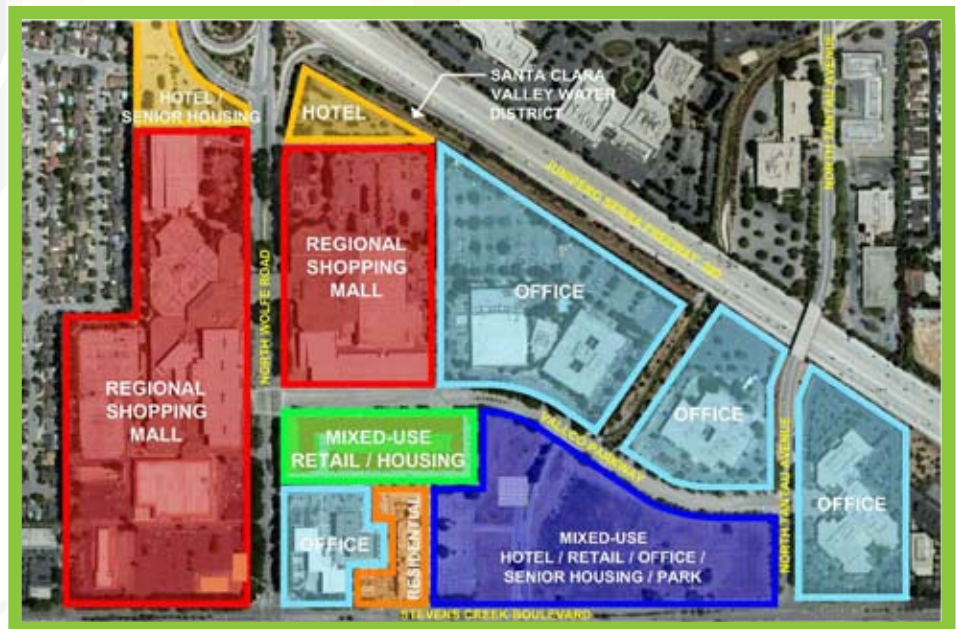 SANTA CLARA
VALLEY WATER
DISTRICT
HOTEL /
SENIOR HOUSING
HOTEL
NORTH TANTAU AVENUE
JUNIPERO SERRA FREEWAY 280
REGIONAL
SHOPPING
MALL
NORTH WOLFE ROAD
OFFICE
REGIONAL
SHOPPING
MALL
OFFICE
MIXED-USE
RETAIL / HOUSING
VALLCO PARKWAY
NORTH TANTAU AVENUE
OFFICE
OFFICE
RESIDENTIAL
MIXED-USE
HOTEL / RETAIL / OFFICE /
SENIOR HOUSING / PARK
STEVENS CREEK BOULEVARD